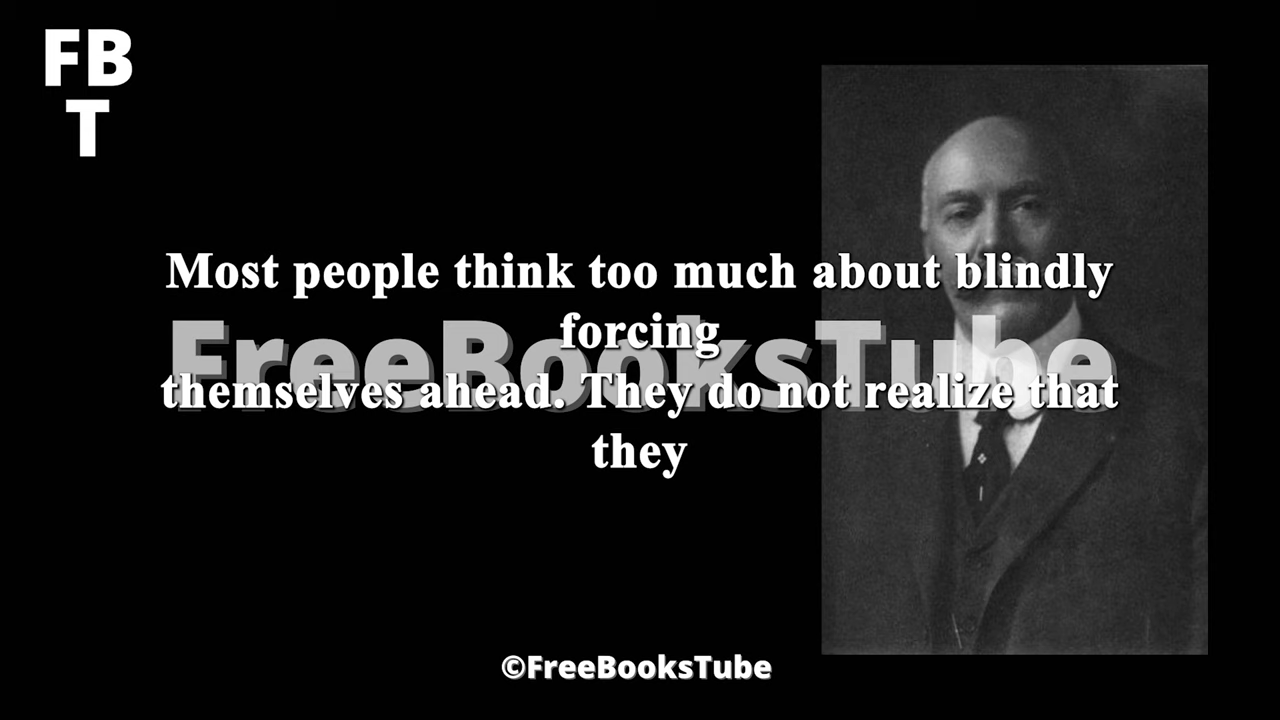 FB
T
Most people think too much about blindly
forcing
FreeBooksTube
themselves ahead. They do not realize that
they
©FreeBooksTube